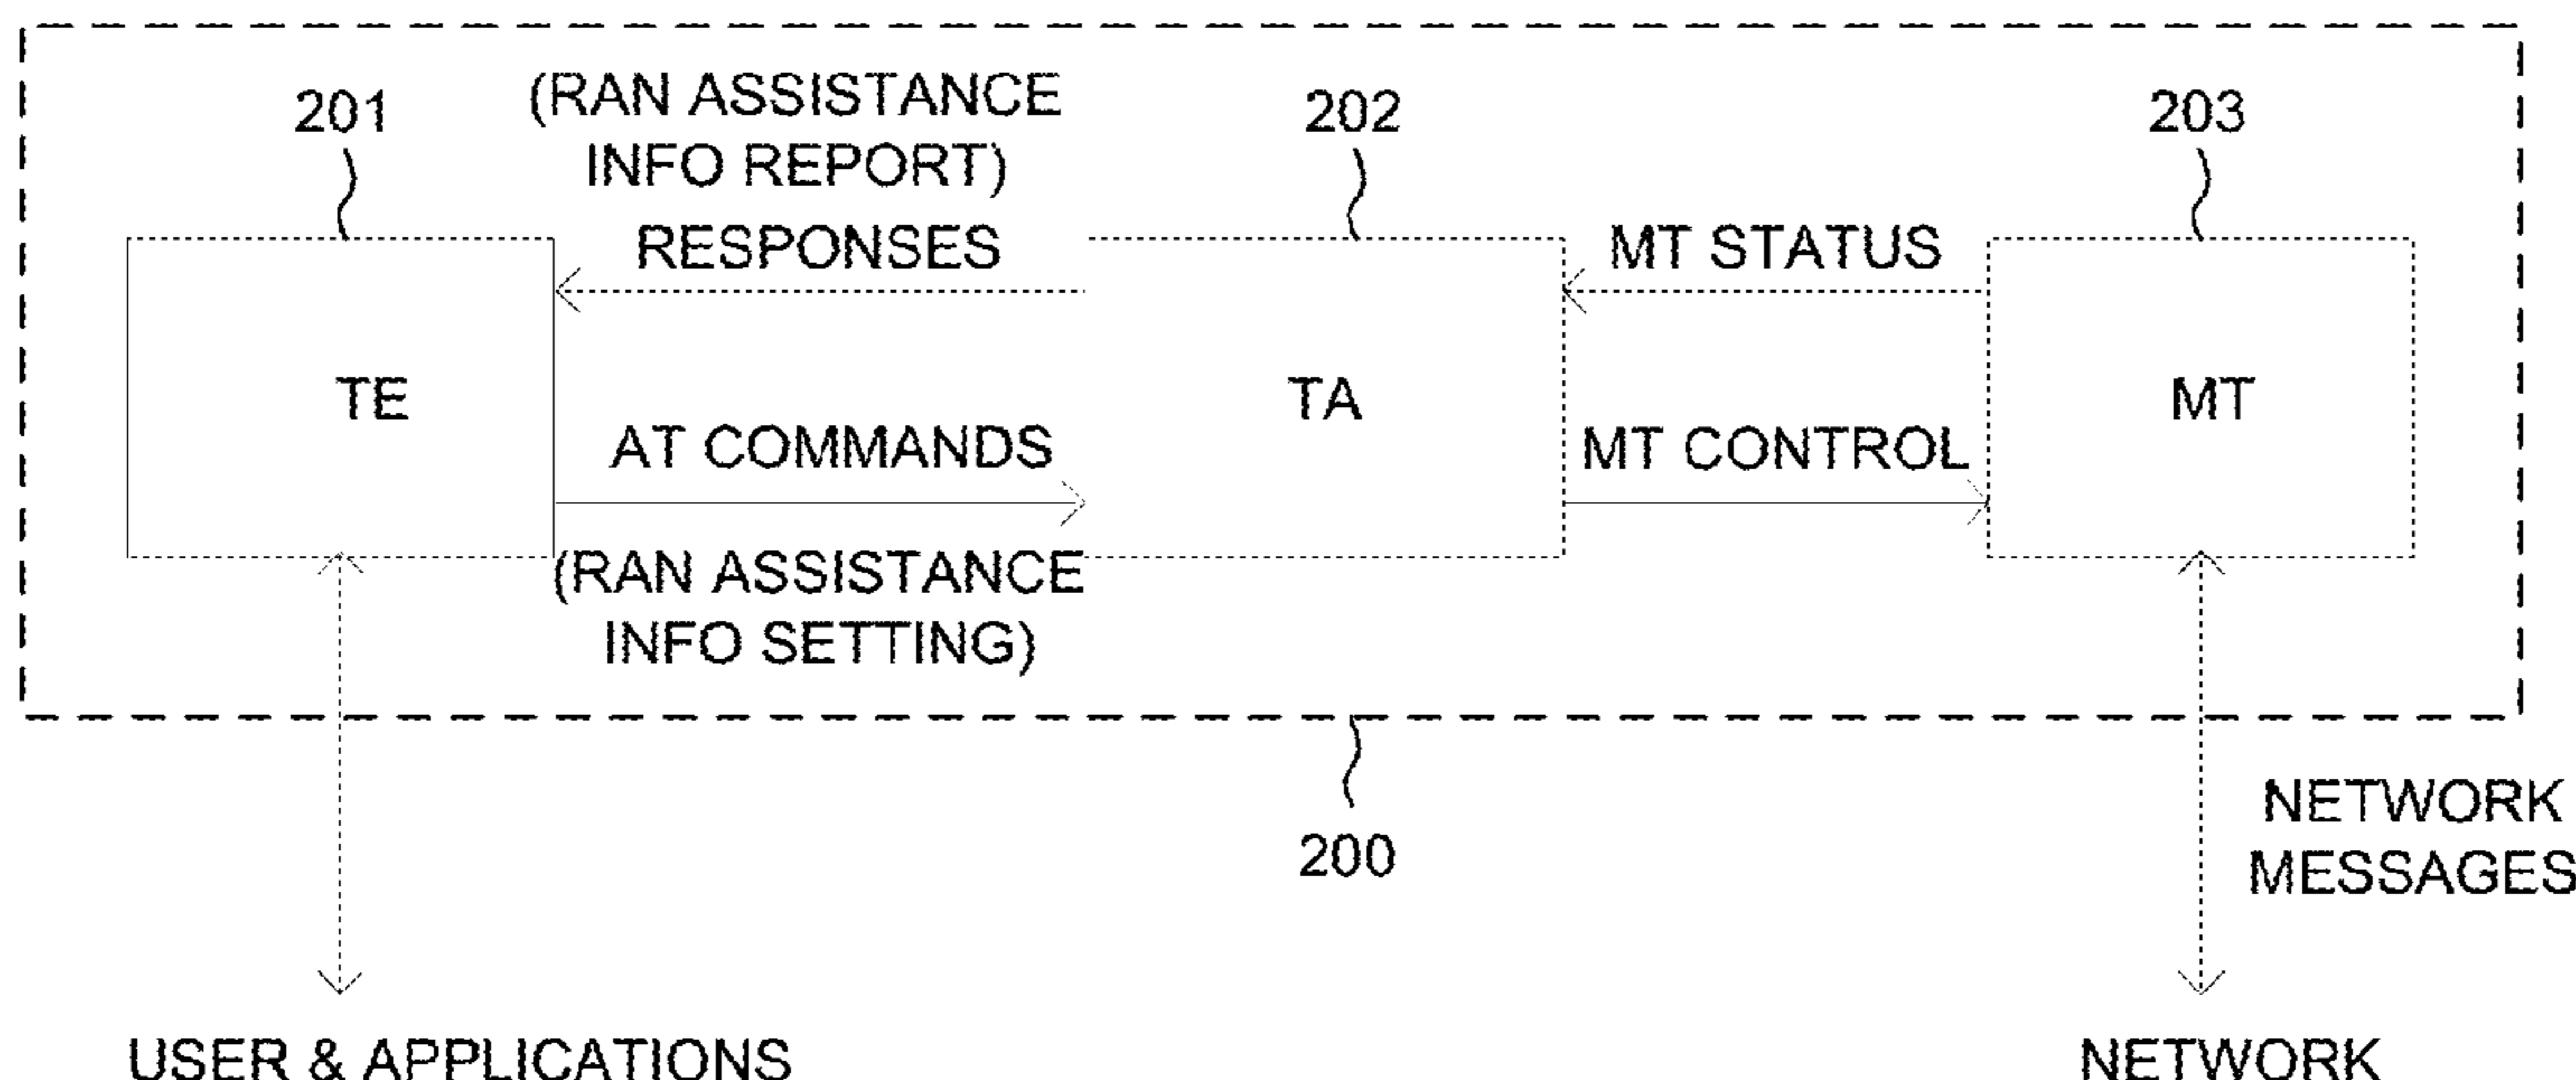 201
(RAN ASSISTANCE
INFO REPORT)
RESPONSES
202
203
MT STATUS
TE
TA
MT
AT COMMANDS
MT CONTROL
(RAN ASSISTANCE
INFO SETTING)
200
NETWORK
MESSAGES
USER & APPLICATIONS
NETWORK